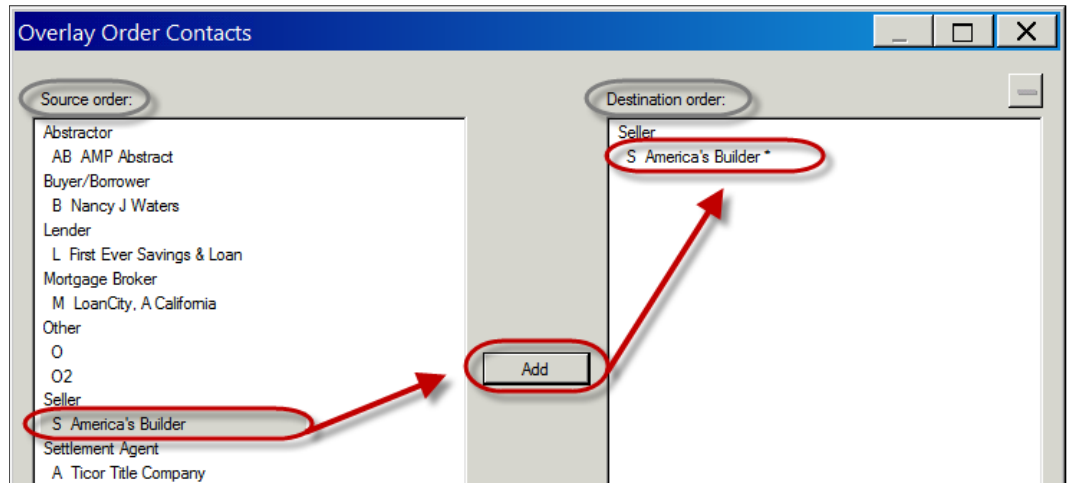 Overlay Order Contacts
Source order:
Abstractor
AB AMP Abstract
Buyer/Borrower
B Nancy J Waters
Lender
L First Ever Savings & Loan
Mortgage Broker
M LoanCity, A California
Other
O
O2
Seller
S America's Builder
Settlement Agent
A Ticor Title Company
Add
Destination order:
Seller
S America's Builder *